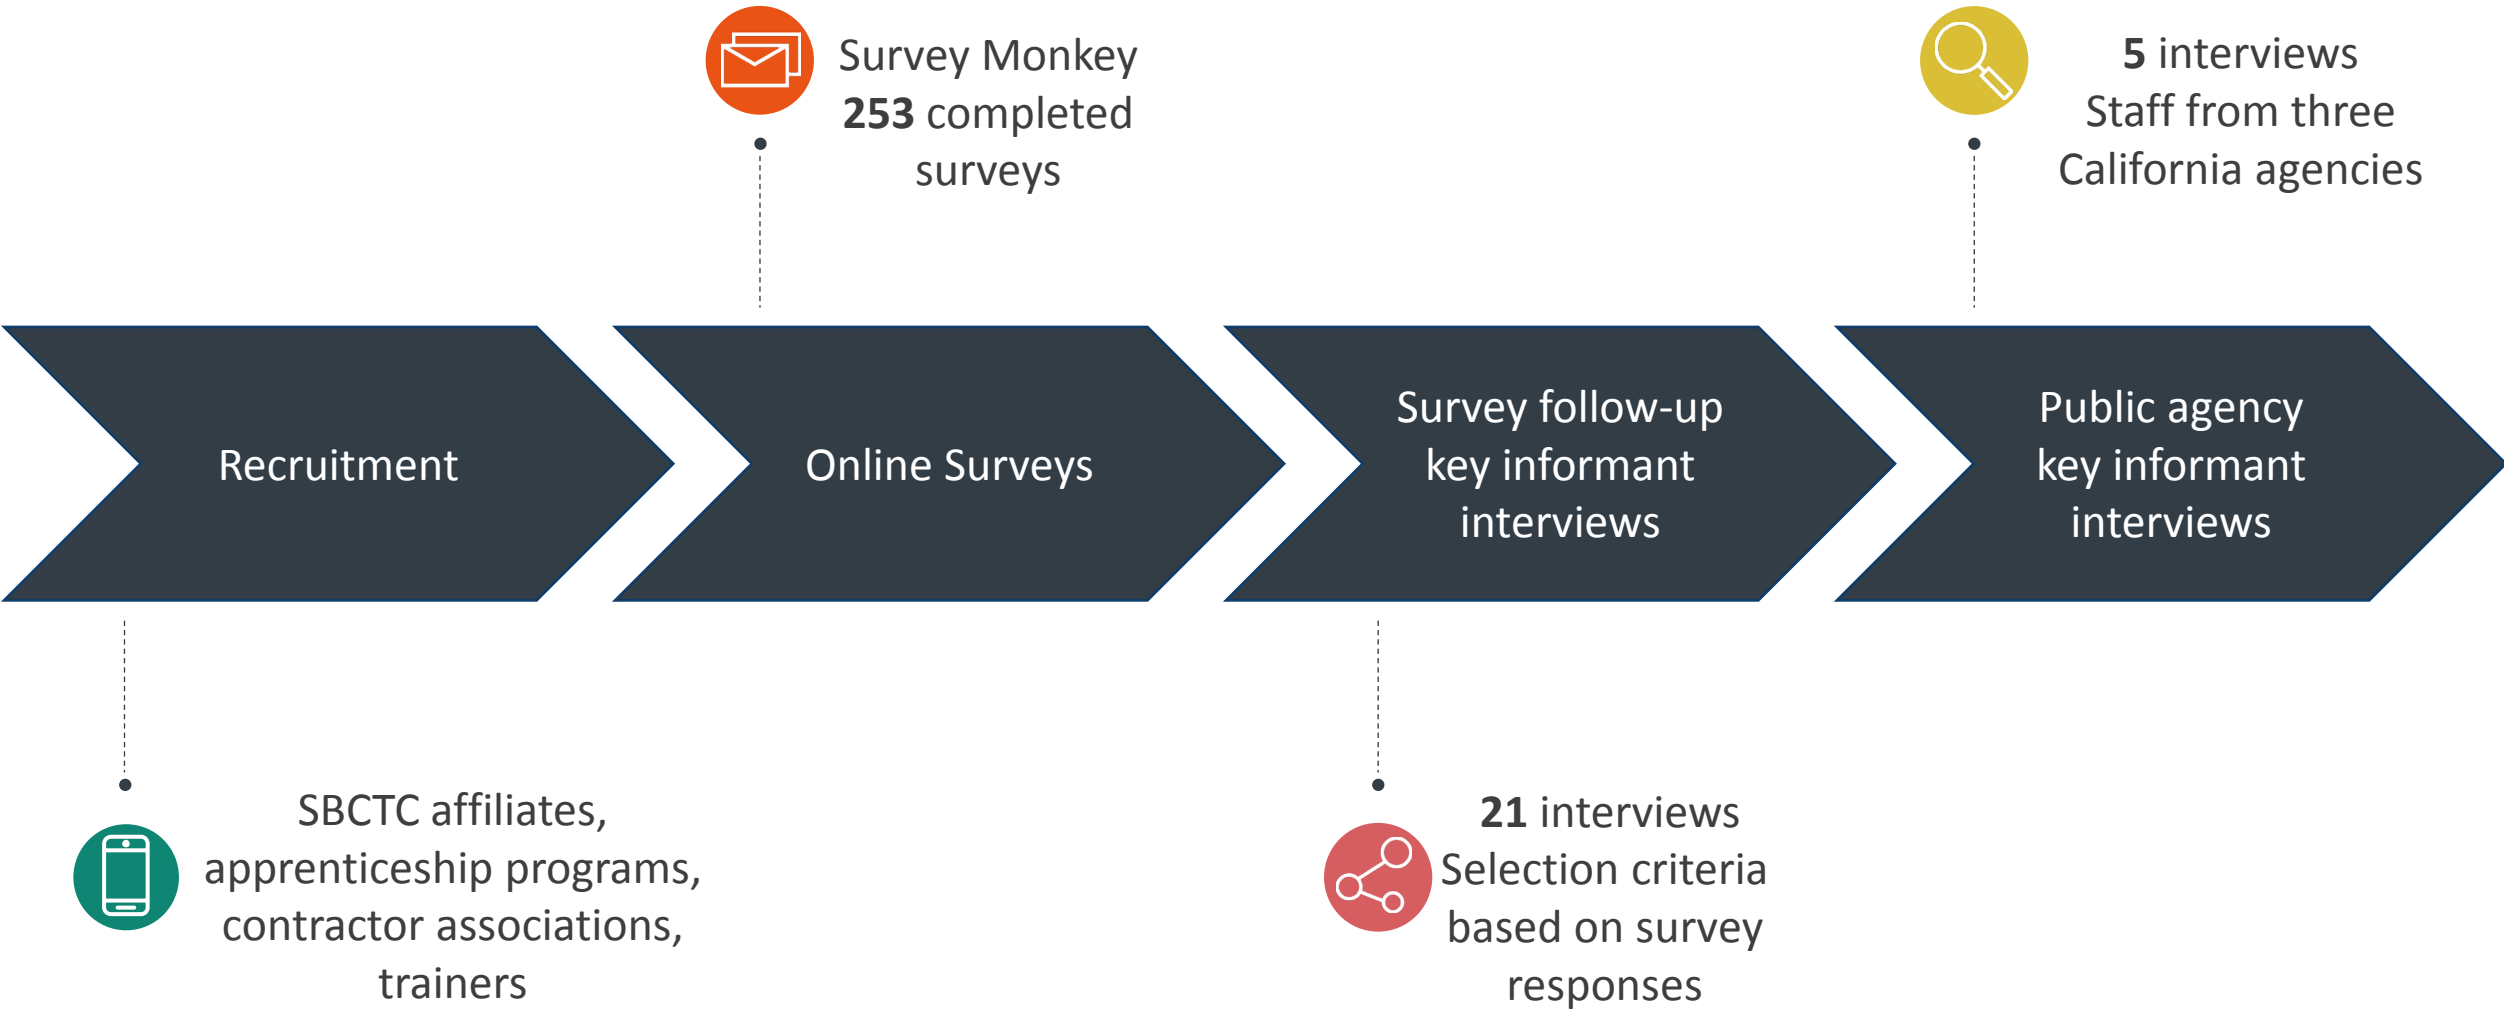 Survey Monkey
253 completed
surveys
5 interviews
Staff from three
California agencies
Recruitment
Online Surveys
Survey follow-up
key informant
interviews
Public agency
key informant
interviews
SBCTC affiliates,
apprenticeship programs,
contractor associations,
trainers
21 interviews
Selection criteria
based on survey
responses